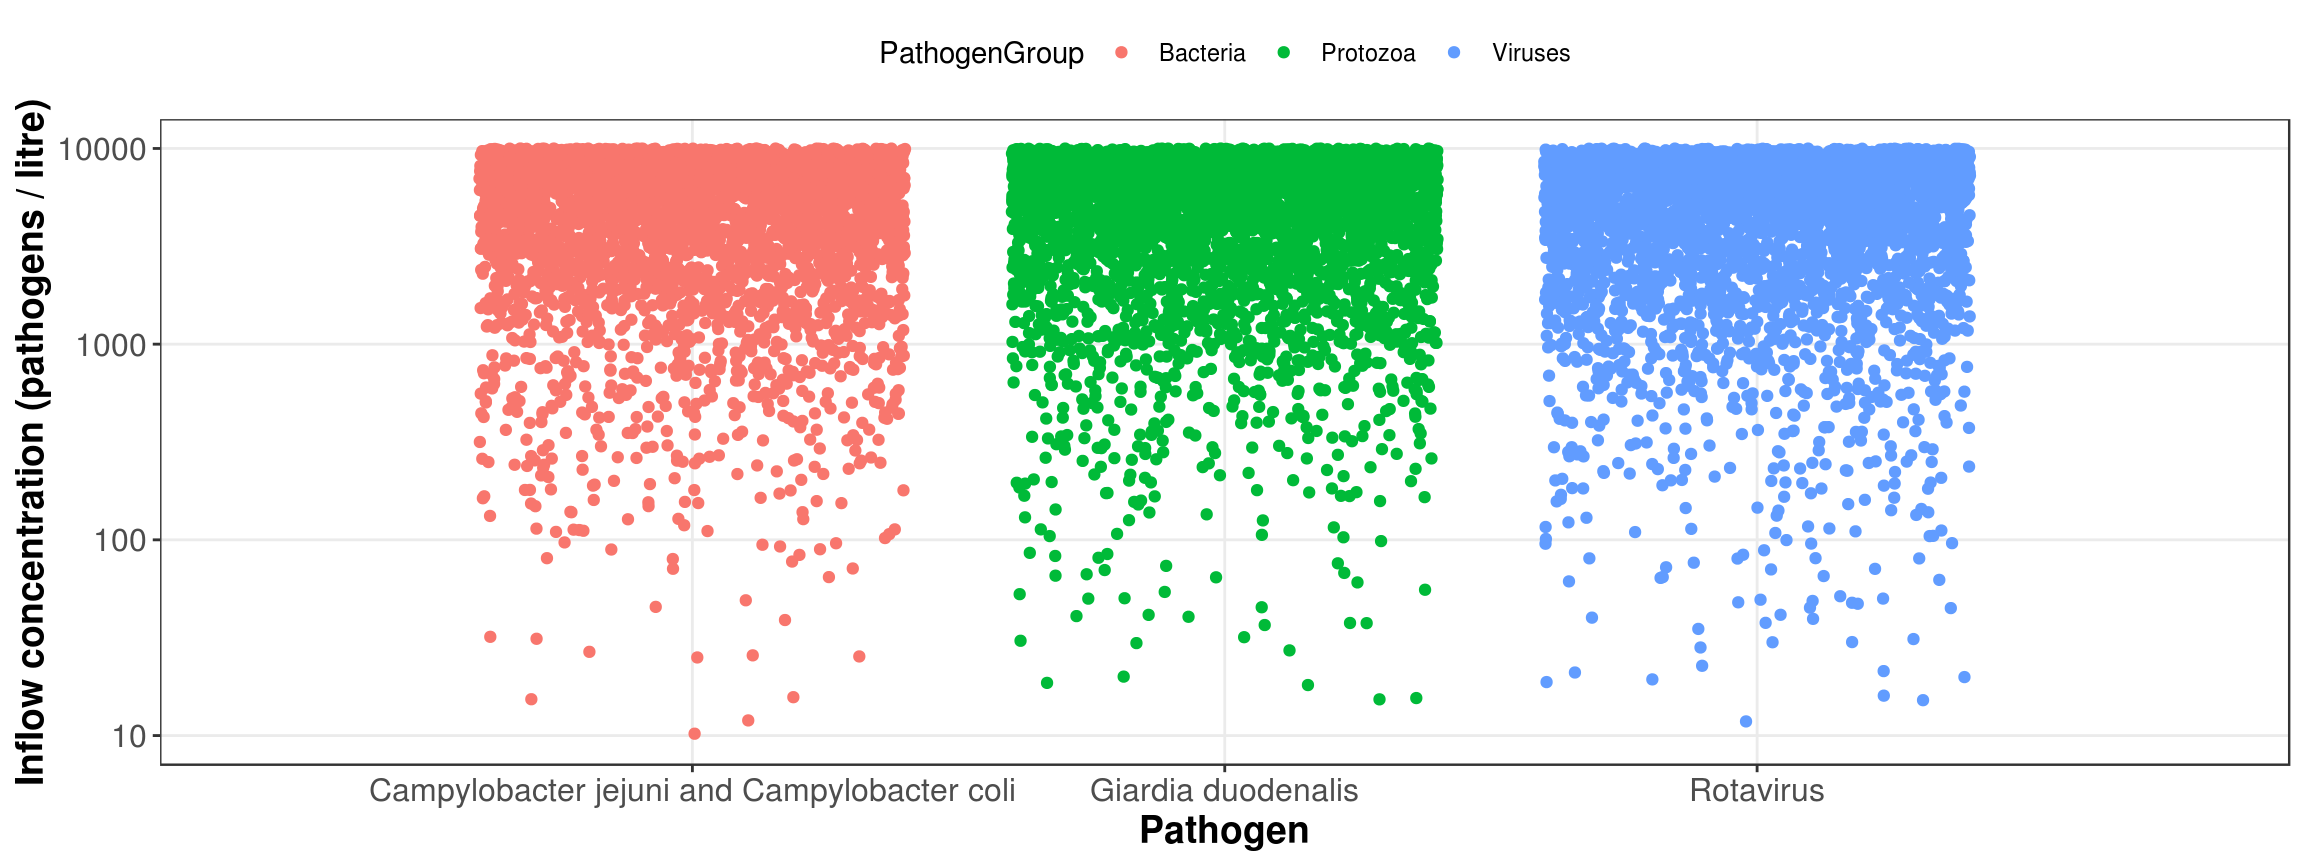 PathogenGroup Bacteria Protozoa Viruses
Inflow concentration (pathogens / litre)
10000
1000
100
10
Campylobacter jejuni and Campylobacter coli Giardia duodenalis Rotavirus
Pathogen